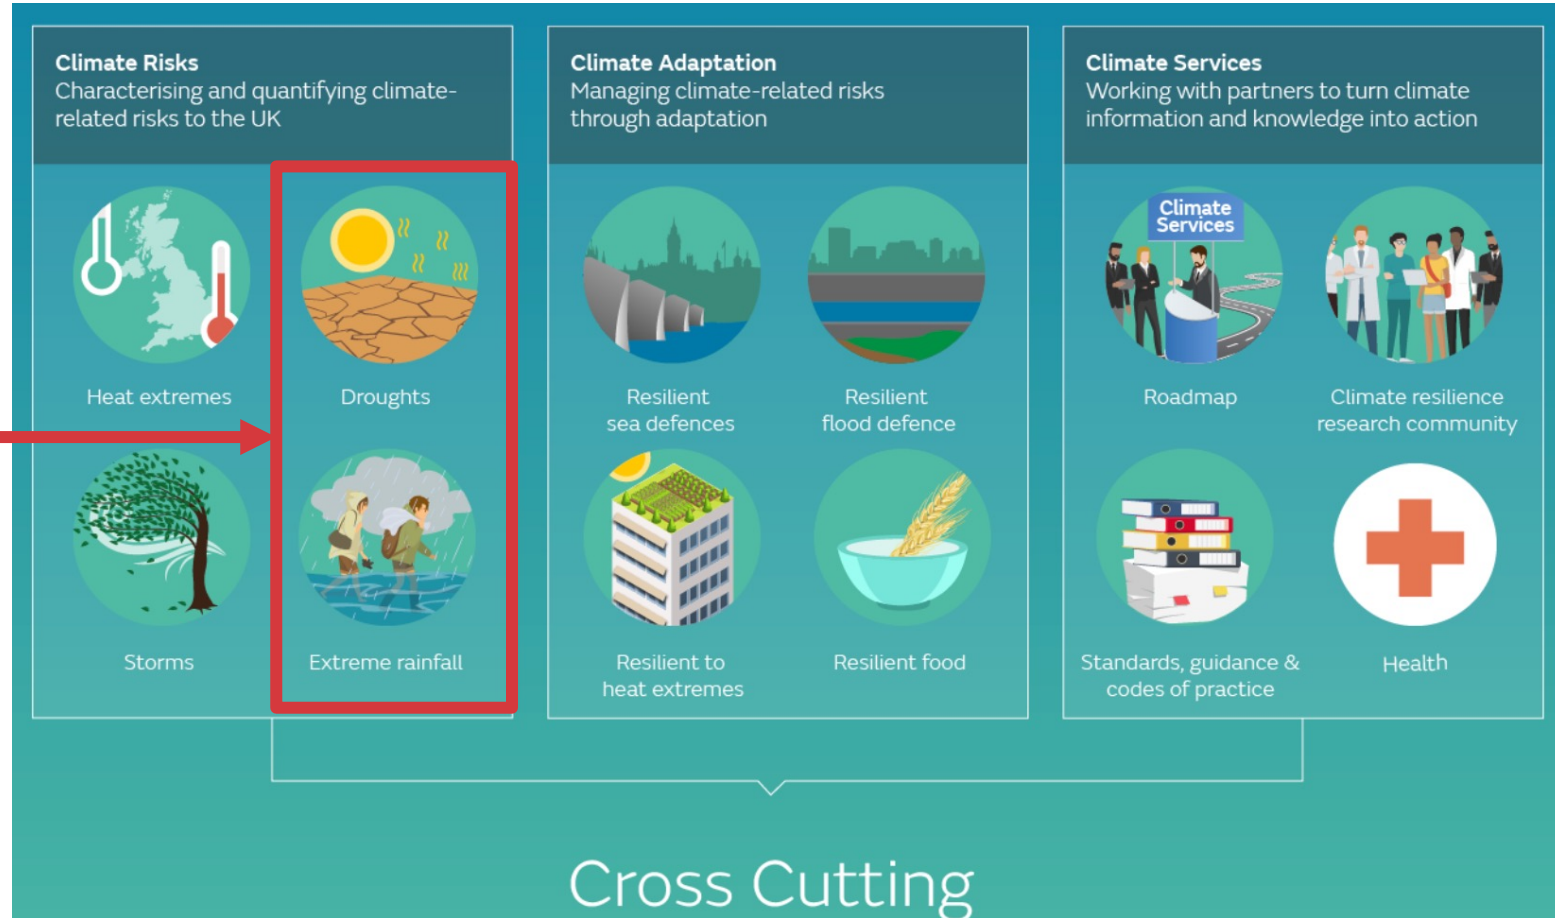 Climate Risks
Characterising and quantifying climate-
related risks to the UK
Heat extremes
Droughts
Storms
Extreme rainfall
Climate Adaptation
Managing climate-related risks
through adaptation
Resilient
sea defences
Resilient
flood defence
Resilient to
heat extremes
Resilient food
Climate Services
Working with partners to turn climate
information and knowledge into action
Climate
Services
Roadmap
Climate resilience
research community
Standards, guidance &
codes of practice
Health
Cross Cutting